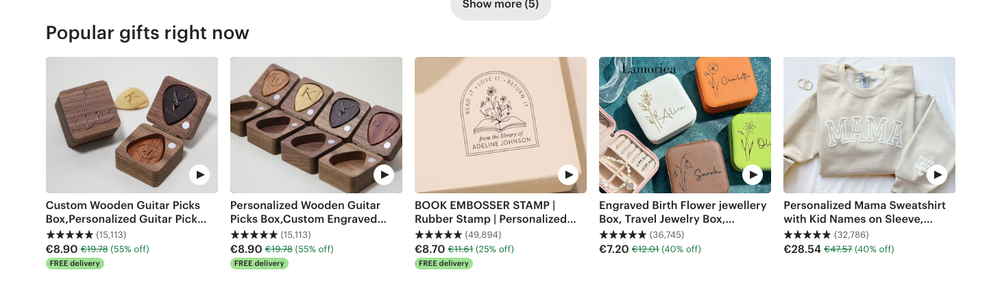 Show more (5)
Popular gifts right now
Paul
K
R
K
READ IT • LOVE IT • RETURN IT
from the library of
ADELINE JOHNSON
Lamoriea
Charlotte
Alice
Oli
Sarah
MAMA
Custom Wooden Guitar Picks
Box,Personalized Guitar Pick...
(15,113)
€8.90 €19.78 (55% off)
FREE delivery
Personalized Wooden Guitar
Picks Box,Custom Engraved...
(15,113)
€8.90 €19.78 (55% off)
FREE delivery
BOOK EMBOSSER STAMP |
Rubber Stamp | Personalized...
(49,894)
€8.70 €11.61 (25% off)
FREE delivery
Engraved Birth Flower jewellery
Box, Travel Jewelry Box,...
(36,745)
€7.20 €12.01 (40% off)
Personalized Mama Sweatshirt
with Kid Names on Sleeve,...
(32,786)
€28.54 €47.57 (40% off)